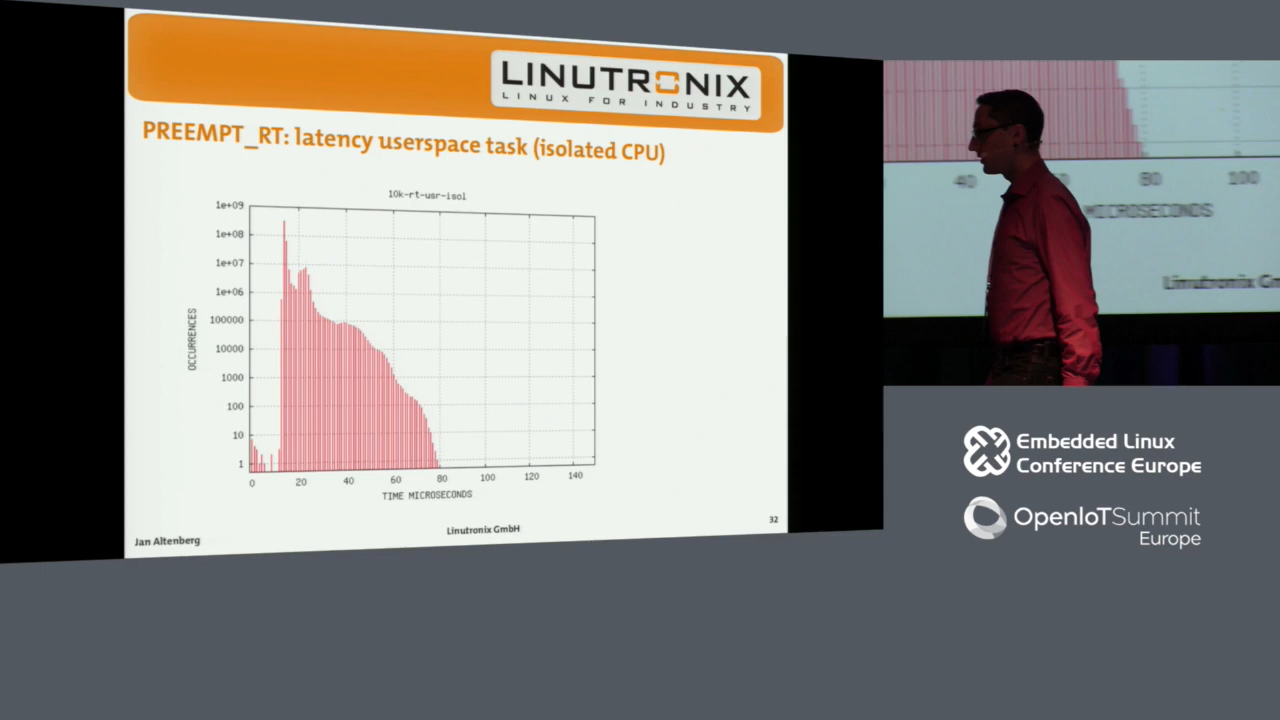 LINUTRONIX
LINUX FOR INDUSTRY
PREEMPT_RT: latency userspace task (isolated CPU)
10k-rt-usr-isol
1e+09
1e+08
1e+07
1e+06
100000
10000
1000
100
10
1
OCCURRENCES
0 20 40 60 80 100 120 140
TIME MICROSECONDS
Jan Altenberg
Linutronix GmbH
32
40 80 100
MICROSECONDS
Linutronix
Embedded Linux
Conference Europe
OpenIoTSummit
Europe